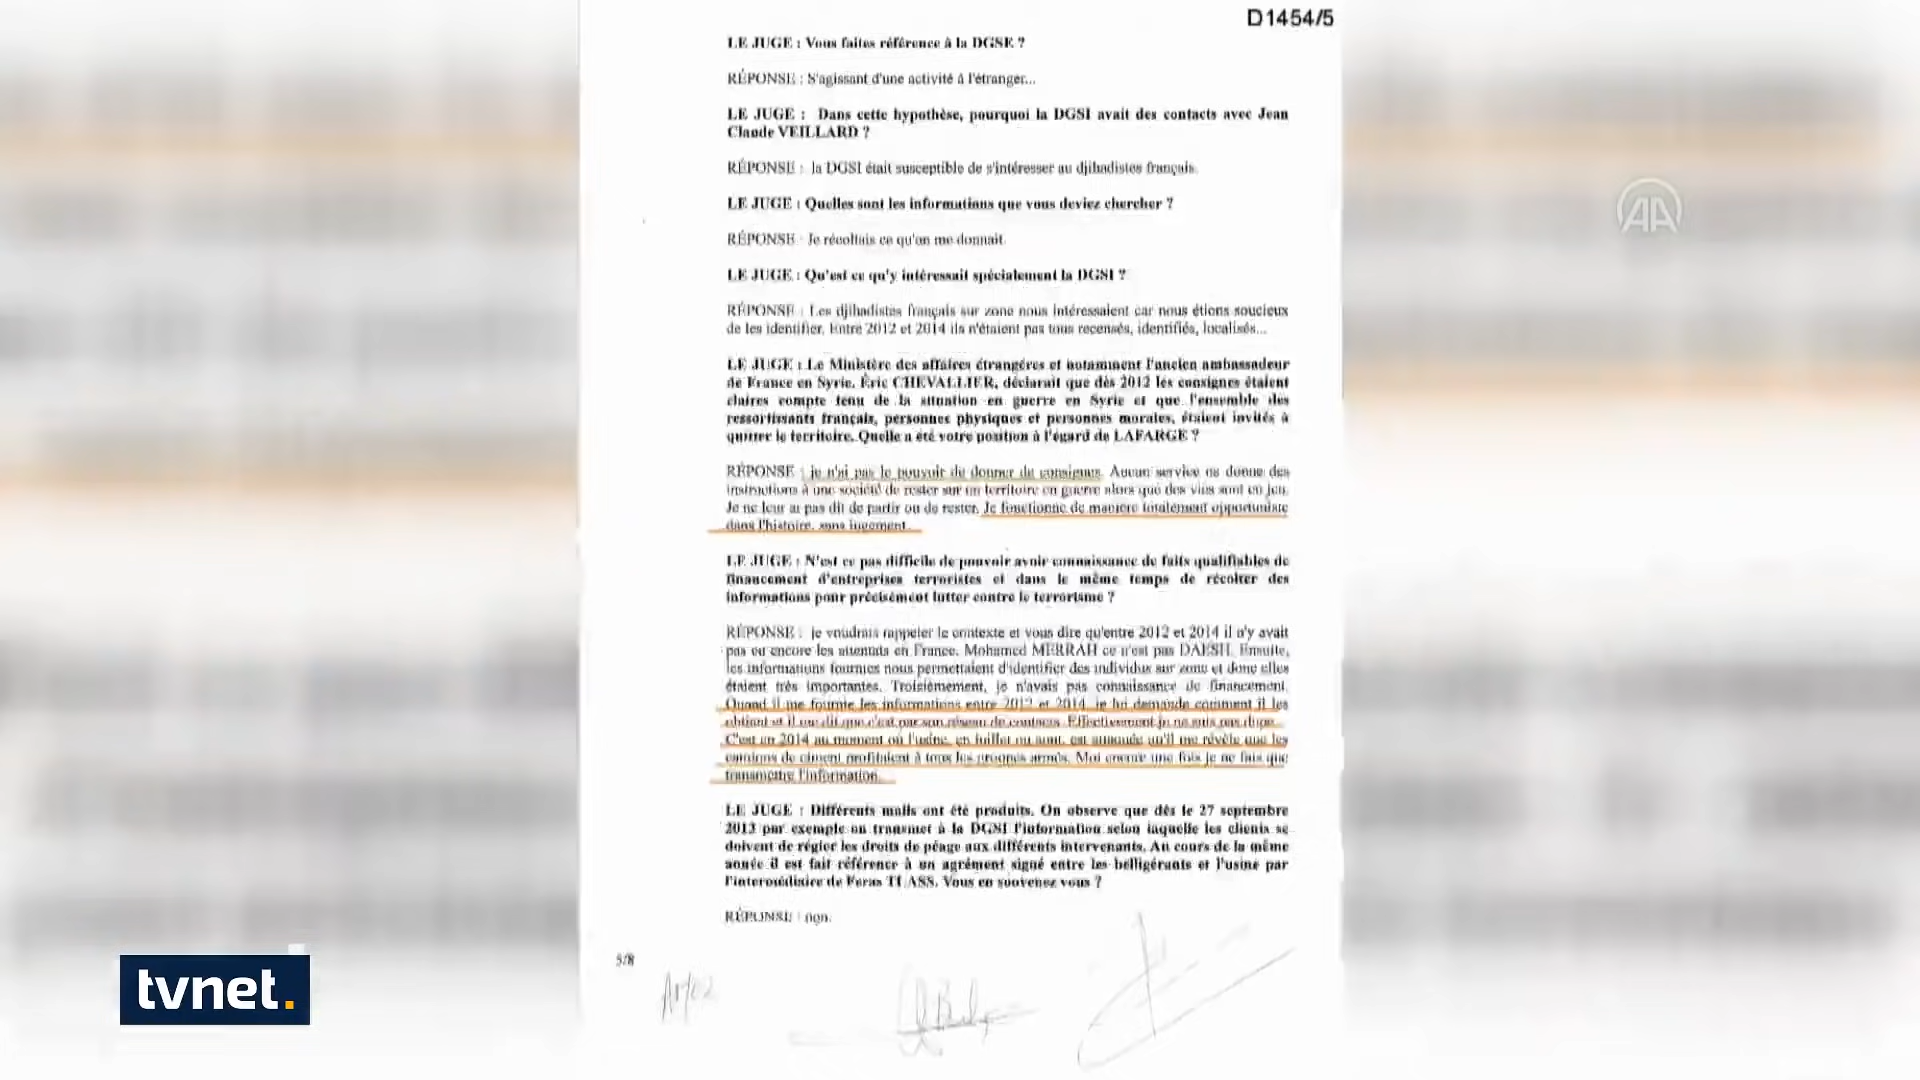 D1454/5
LE JUGE : Vous faites référence à la DGSE ?
RÉPONSE : S'agissant d'une activité à l'étranger...
LE JUGE : Dans cette hypothèse, pourquoi la DGSI avait des contacts avec Jean
Claude VEILLARD ?
RÉPONSE : la DGSI était susceptible de s'intéresser au djihadistes français.
LE JUGE : Quelles sont les informations que vous deviez chercher ?
RÉPONSE : Je récoltais ce qu'on me donnait.
LE JUGE : Qu'est ce qu'y intéressait spécialement la DGSI ?
RÉPONSE : Les djihadistes français sur zone nous intéressaient car nous étions soucieux
de les identifier. Entre 2012 et 2014 ils n'étaient pas tous recensés, identifiés, localisés...
LE JUGE : Le Ministère des affaires étrangères et notamment l'ancien ambassadeur
de France en Syrie, Éric CHEVALLIER, déclarait que dès 2012 les consignes étaient
claires compte tenu de la situation en guerre en Syrie et que l'ensemble des
ressortissants français, personnes physiques et personnes morales, étaient invités à
quitter le territoire. Quelle a été votre position à l'égard de LAFARGE ?
RÉPONSE : je n'ai pas le pouvoir de donner de consignes. Aucun service ne donne des
instructions à une société de rester sur un territoire en guerre alors que des vies sont en jeu.
Je ne leur ai pas dit de partir ou de rester. Je fonctionne de manière totalement opportuniste
dans l'histoire, sans jugement.
LE JUGE : N'est ce pas difficile de pouvoir avoir connaissance de faits qualifiables de
financement d'entreprises terroristes et dans le même temps de récolter des
informations pour précisément lutter contre le terrorisme ?
RÉPONSE : je voudrais rappeler le contexte et vous dire qu'entre 2012 et 2014 il n'y avait
pas eu encore les attentats en France. Mohamed MERRAH ce n'est pas DAESH. Ensuite,
les informations fournies nous permettaient d'identifier des individus sur zone et donc elles
étaient très importantes. Troisièmement, je n'avais pas connaissance de financement.
Quand il me fournie les informations entre 2012 et 2014, je lui demande comment il les
obtient et il me dit que c'est par son réseau de contacts. Effectivement je ne suis pas dupe.
C'est en 2014 au moment où l'usine, en juillet ou août, est attaquée qu'il me révèle que les
camions de ciment profitaient à tous les groupes armés. Moi encore une fois je ne fais que
transmettre l'information.
LE JUGE : Différents mails ont été produits. On observe que dès le 27 septembre
2013 par exemple on transmet à la DGSI l'information selon laquelle les clients se
doivent de régler les droits de péage aux différents intervenants. Au cours de la même
année il est fait référence à un agrément signé entre les belligérants et l'usine par
l'intermédiaire de Feras TLASS. Vous en souvenez vous ?
RÉPONSE : non.
5/8
AA
tvnet.